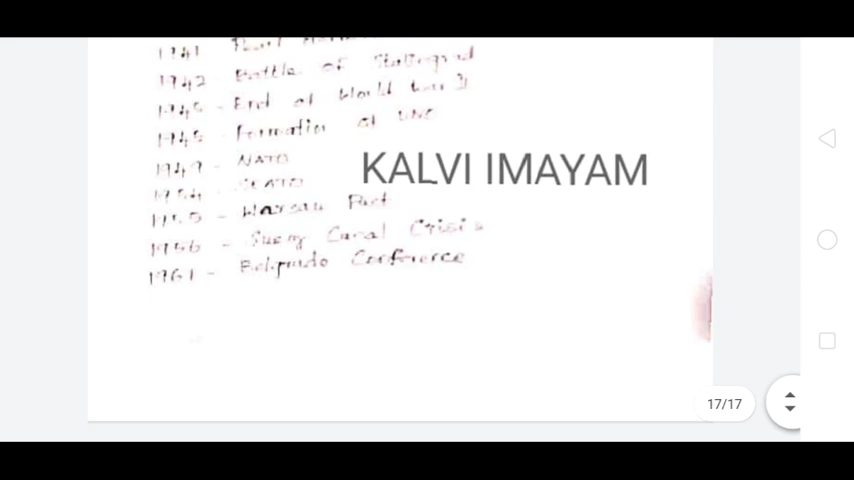 1941
1942 - Battle of Stalingrad
1945 - End of World War II
1945 - Formation of UNO
1949 - NATO
1954 - SEATO
1955 - Warsaw Pact
KALVI IMAYAM
1956 - Suez Canal Crisis
1961 - Belgrade Conference
17/17